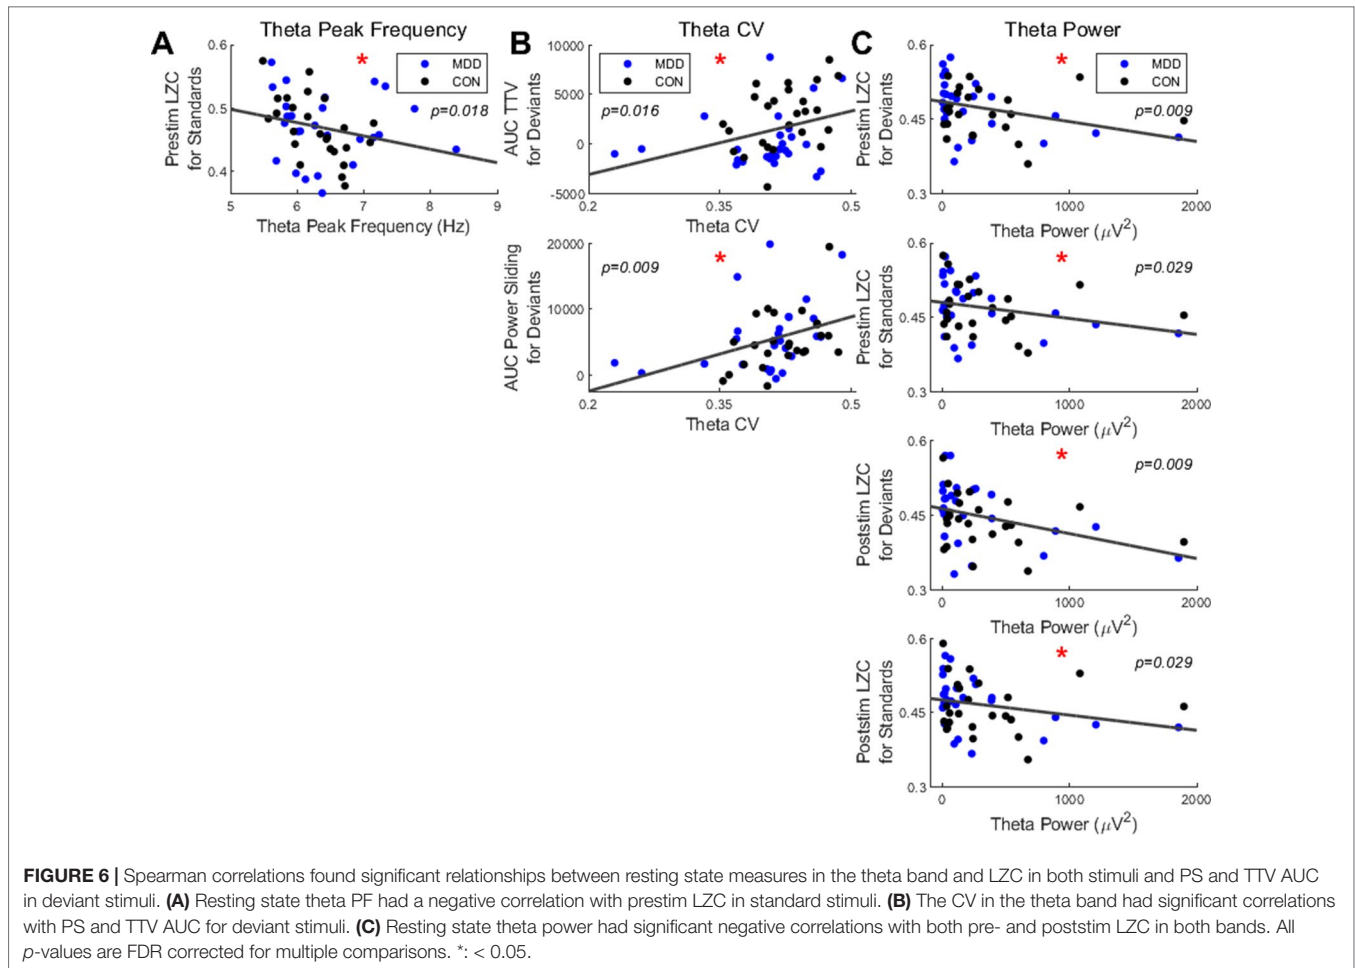 A
Theta Peak Frequency
0.6
0.5
0.4
Prestim LZC
for Standards
*
MDD
CON
p=0.018
5 6 7 8 9
Theta Peak Frequency (Hz)
B
Theta CV
10000
5000
0
-5000
AUC TTV
for Deviants
*
MDD
CON
p=0.016
0.2 0.35 0.5
Theta CV
20000
10000
0
AUC Power Sliding
for Deviants
*
p=0.009
0.2 0.35 0.5
Theta CV
C
Theta Power
0.6
0.45
0.3
Prestim LZC
for Deviants
*
MDD
CON
p=0.009
0 1000 2000
Theta Power (μV²)
0.6
0.45
0.3
Prestim LZC
for Standards
*
p=0.029
0 1000 2000
Theta Power (μV²)
0.6
0.45
0.3
Poststim LZC
for Deviants
*
p=0.009
0 1000 2000
Theta Power (μV²)
0.6
0.45
0.3
Poststim LZC
for Standards
*
p=0.029
0 1000 2000
Theta Power (μV²)
FIGURE 6 | Spearman correlations found significant relationships between resting state measures in the theta band and LZC in both stimuli and PS and TTV AUC
in deviant stimuli. (A) Resting state theta PF had a negative correlation with prestim LZC in standard stimuli. (B) The CV in the theta band had significant correlations
with PS and TTV AUC for deviant stimuli. (C) Resting state theta power had significant negative correlations with both pre- and poststim LZC in both bands. All
p-values are FDR corrected for multiple comparisons. *: < 0.05.